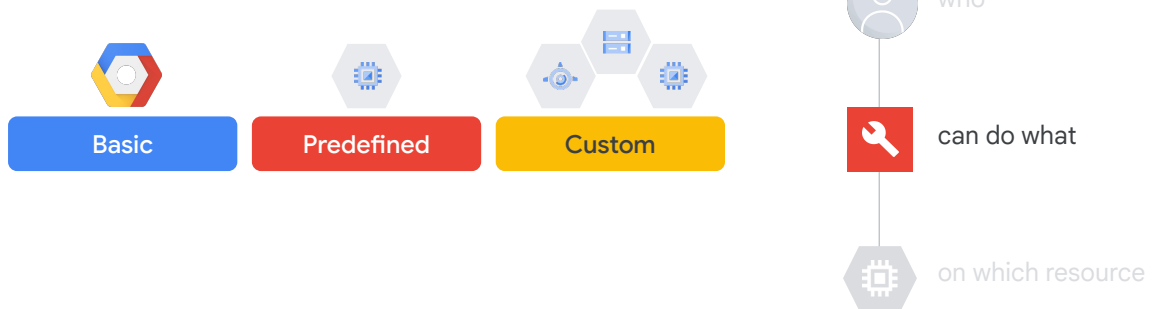 who
Basic
Predefined
Custom
can do what
on which resource